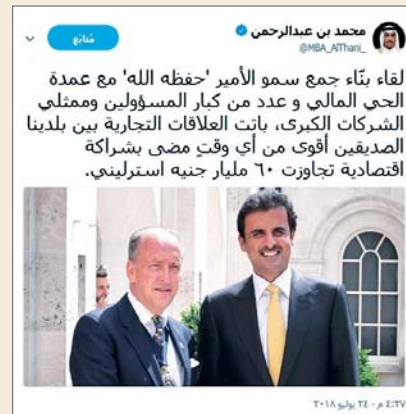 محمد بن عبدالرحمن
@MBA_AlThani_
مُتابَع
لقاء بنّاء جمع سمو الأمير 'حفظه الله' مع عمدة
الحي المالي و عدد من كبار المسؤولين وممثلي
الشركات الكبرى، باتت العلاقات التجارية بين بلدينا
الصديقين أقوى من أي وقتٍ مضى بشراكة
اقتصادية تجاوزت ٦٠ مليار جنيه استرليني.
٤:٢٧ م - ٢٤ يوليو ٢٠١٨